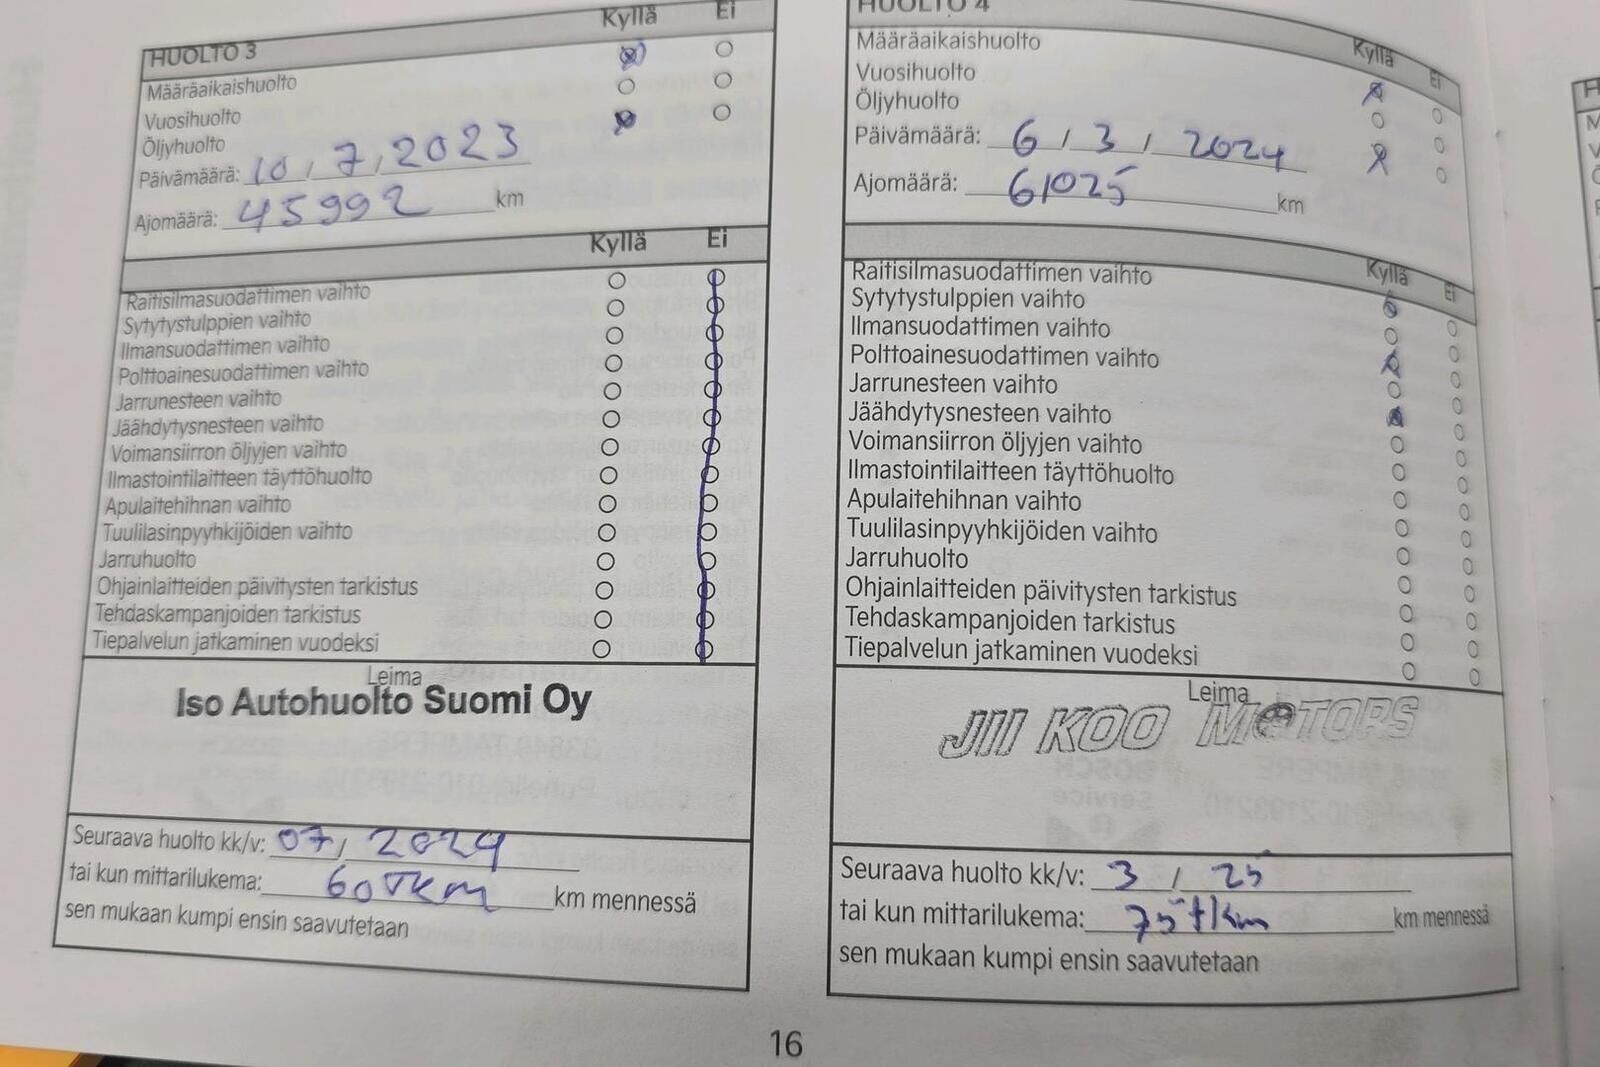 Kyllä Ei
HUOLTO 3
Määräaikaishuolto
Vuosihuolto
Öljyhuolto
Päivämäärä: 10 / 7 / 2023
Ajomäärä: 45992 km
Kyllä Ei
Raitisilmasuodattimen vaihto
Sytytystulppien vaihto
Ilmansuodattimen vaihto
Polttoainesuodattimen vaihto
Jarrunesteen vaihto
Jäähdytysnesteen vaihto
Voimansiirron öljyjen vaihto
Ilmastointilaitteen täyttöhuolto
Apulaitehihnan vaihto
Tuulilasinpyyhkijöiden vaihto
Jarruhuolto
Ohjainlaitteiden päivitysten tarkistus
Tehdaskampanjoiden tarkistus
Tiepalvelun jatkaminen vuodeksi
Leima
Iso Autohuolto Suomi Oy
Seuraava huolto kk/v: 07 / 2024
tai kun mittarilukema: 60tkm km mennessä
sen mukaan kumpi ensin saavutetaan
HUOLTO 4
Kyllä Ei
Määräaikaishuolto
Vuosihuolto
Öljyhuolto
Päivämäärä: 6 / 3 / 2024
Ajomäärä: 61025 km
Kyllä Ei
Raitisilmasuodattimen vaihto
Sytytystulppien vaihto
Ilmansuodattimen vaihto
Polttoainesuodattimen vaihto
Jarrunesteen vaihto
Jäähdytysnesteen vaihto
Voimansiirron öljyjen vaihto
Ilmastointilaitteen täyttöhuolto
Apulaitehihnan vaihto
Tuulilasinpyyhkijöiden vaihto
Jarruhuolto
Ohjainlaitteiden päivitysten tarkistus
Tehdaskampanjoiden tarkistus
Tiepalvelun jatkaminen vuodeksi
Leima
JII KOO MOTORS
Seuraava huolto kk/v: 3 / 25
tai kun mittarilukema: 75tkm km mennessä
sen mukaan kumpi ensin saavutetaan
16